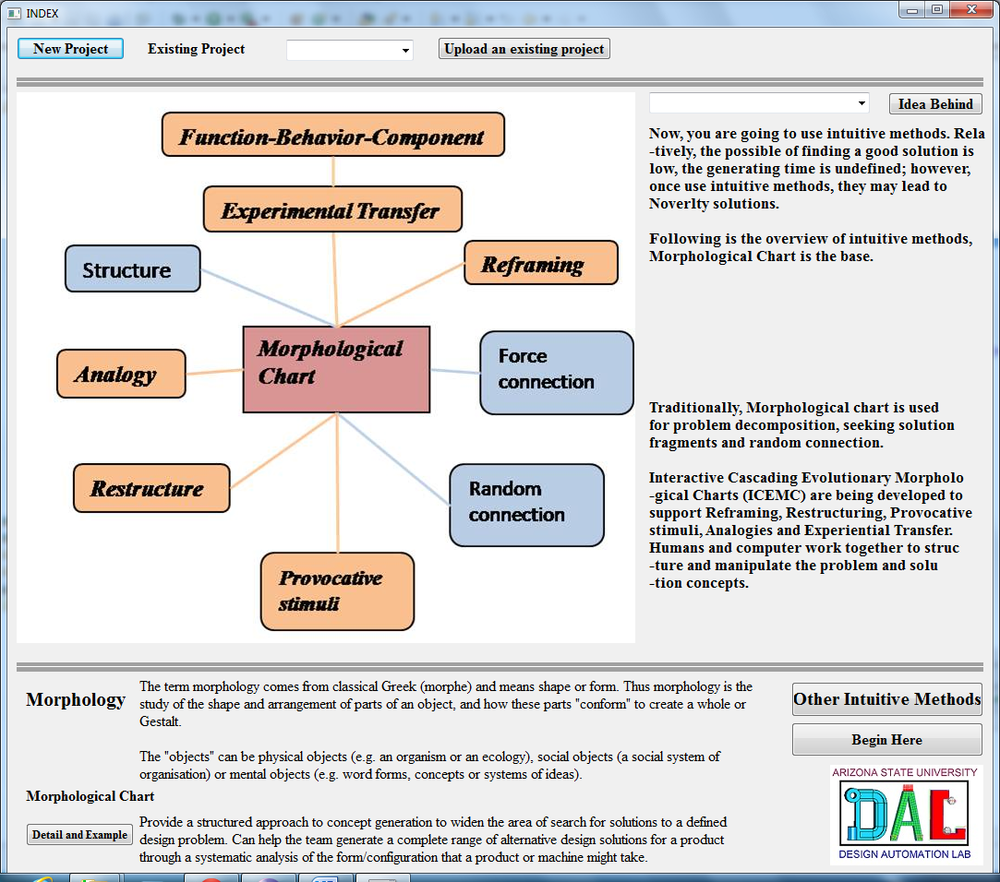 INDEX
New Project
Existing Project
Upload an existing project
Idea Behind
Function-Behavior-Component
Experimental Transfer
Structure
Reframing
Morphological
Chart
Analogy
Force
connection
Restructure
Random
connection
Provocative
stimuli
Now, you are going to use intuitive methods. Rela
-tively, the possible of finding a good solution is
low, the generating time is undefined; however,
once use intuitive methods, they may lead to
Noverlty solutions.
Following is the overview of intuitive methods,
Morphological Chart is the base.
Traditionally, Morphological chart is used
for problem decomposition, seeking solution
fragments and random connection.
Interactive Cascading Evolutionary Morpholo
-gical Charts (ICEMC) are being developed to
support Reframing, Restructuring, Provocative
stimuli, Analogies and Experiential Transfer.
Humans and computer work together to struc
-ture and manipulate the problem and solu
-tion concepts.
Morphology
The term morphology comes from classical Greek (morphe) and means shape or form. Thus morphology is the
study of the shape and arrangement of parts of an object, and how these parts "conform" to create a whole or
Gestalt.
The "objects" can be physical objects (e.g. an organism or an ecology), social objects (a social system of
organisation) or mental objects (e.g. word forms, concepts or systems of ideas).
Morphological Chart
Detail and Example
Provide a structured approach to concept generation to widen the area of search for solutions to a defined
design problem. Can help the team generate a complete range of alternative design solutions for a product
through a systematic analysis of the form/configuration that a product or machine might take.
Other Intuitive Methods
Begin Here
ARIZONA STATE UNIVERSITY
DAL
DESIGN AUTOMATION LAB